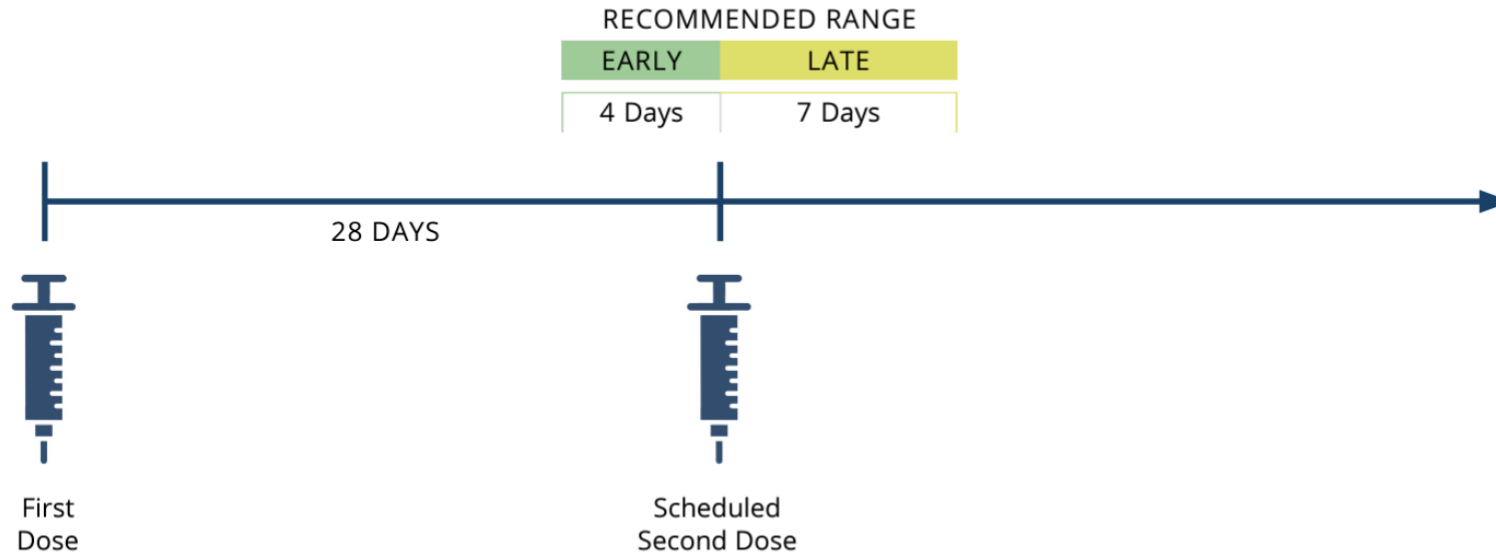 RECOMMENDED RANGE
EARLY LATE
4 Days 7 Days
28 DAYS
First
Dose
Scheduled
Second Dose